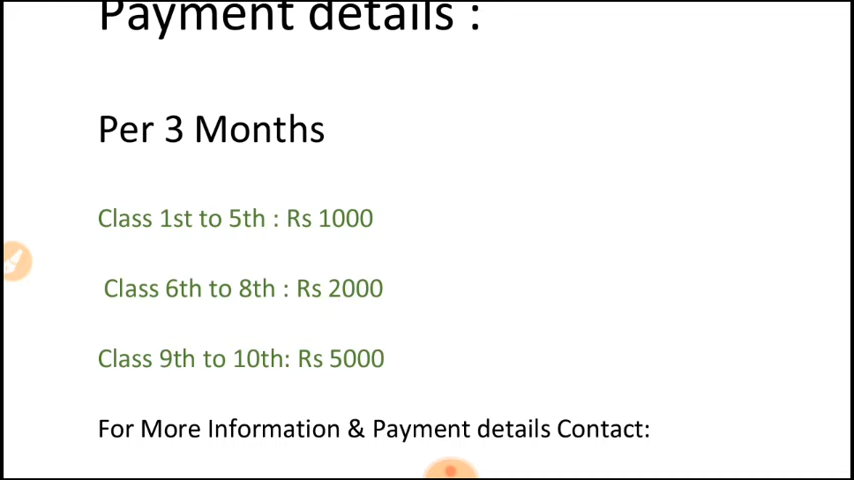 Payment details :
Per 3 Months
Class 1st to 5th : Rs 1000
Class 6th to 8th : Rs 2000
Class 9th to 10th: Rs 5000
For More Information & Payment details Contact: